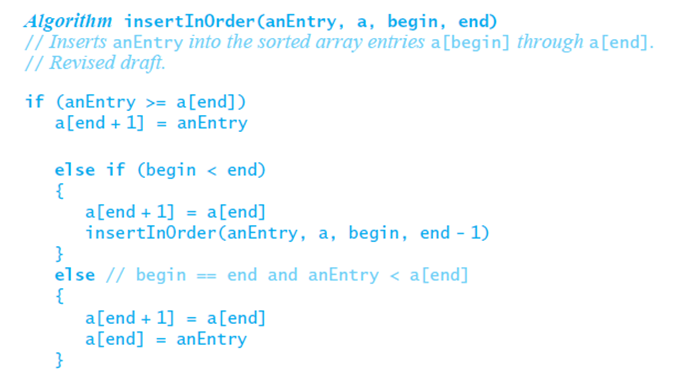 Algorithm insertInOrder(anEntry, a, begin, end)
// Inserts anEntry into the sorted array entries a[begin] through a[end].
// Revised draft.
if (anEntry >= a[end])
a[end + 1] = anEntry
else if (begin < end)
{
a[end + 1] = a[end]
insertInOrder(anEntry, a, begin, end - 1)
}
else // begin == end and anEntry < a[end]
{
a[end + 1] = a[end]
a[end] = anEntry
}